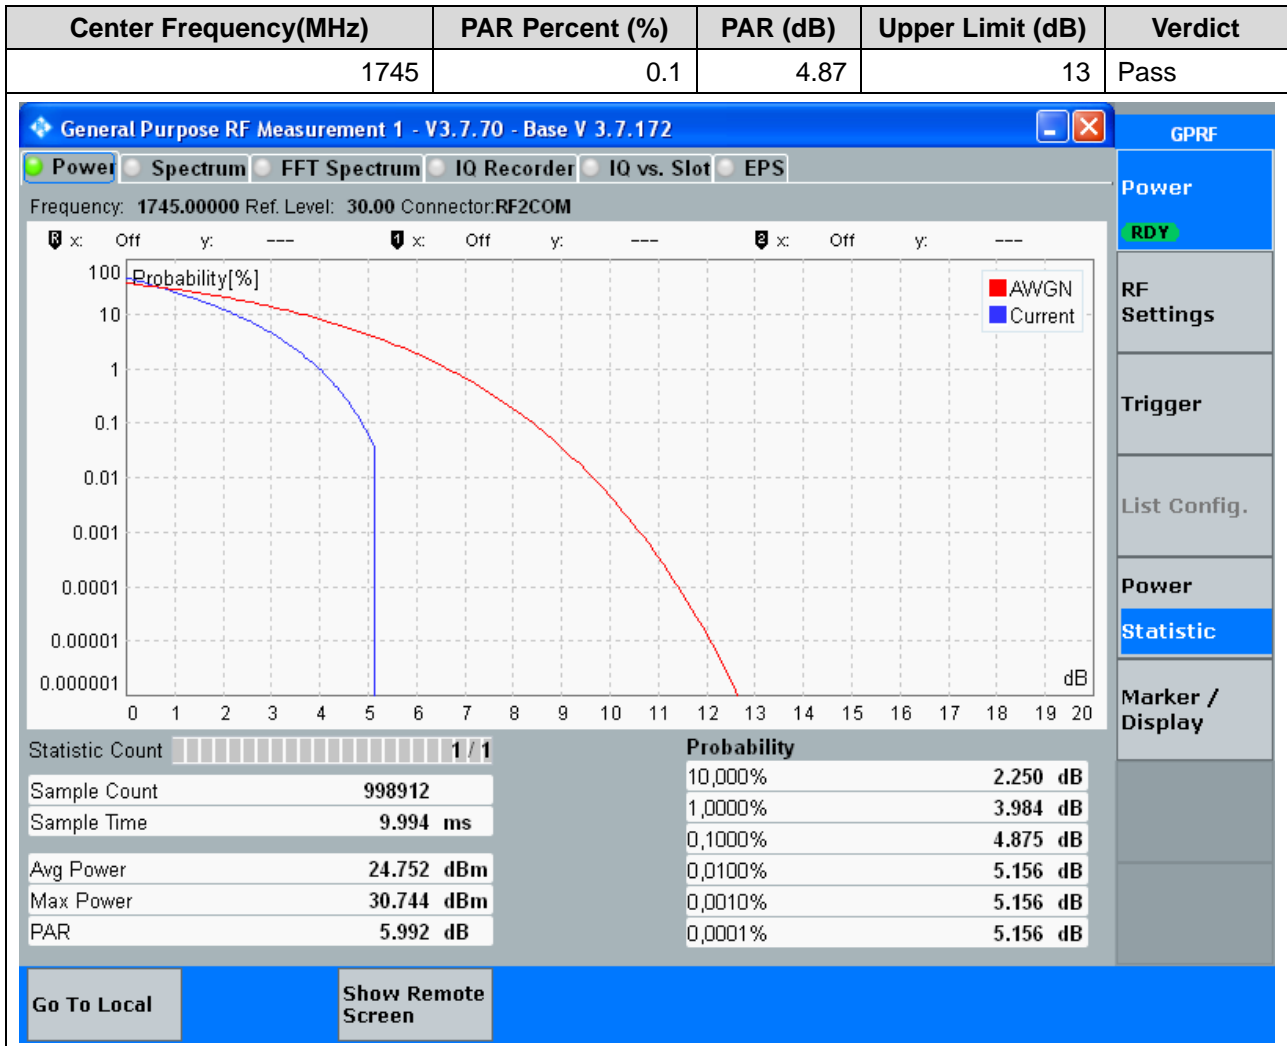 Center Frequency(MHz) PAR Percent (%) PAR (dB) Upper Limit (dB) Verdict
1745 0.1 4.87 13 Pass
General Purpose RF Measurement 1 - V3.7.70 - Base V 3.7.172
GPRF
Power Spectrum FFT Spectrum IQ Recorder IQ vs. Slot EPS
Power
RDY
Frequency: 1745.00000 Ref. Level: 30.00 Connector:RF2COM
R x: Off y: --- 1 x: Off y: --- 2 x: Off y: ---
Probability[%]
AWGN
Current
100
10
1
0.1
0.01
0.001
0.0001
0.00001
0.000001
dB
0 1 2 3 4 5 6 7 8 9 10 11 12 13 14 15 16 17 18 19 20
RF
Settings
Trigger
List Config.
Power
Statistic
Marker /
Display
Statistic Count 1 / 1
Sample Count 998912
Sample Time 9.994 ms
Avg Power 24.752 dBm
Max Power 30.744 dBm
PAR 5.992 dB
Probability
10,000% 2.250 dB
1,0000% 3.984 dB
0,1000% 4.875 dB
0,0100% 5.156 dB
0,0010% 5.156 dB
0,0001% 5.156 dB
Go To Local
Show Remote
Screen